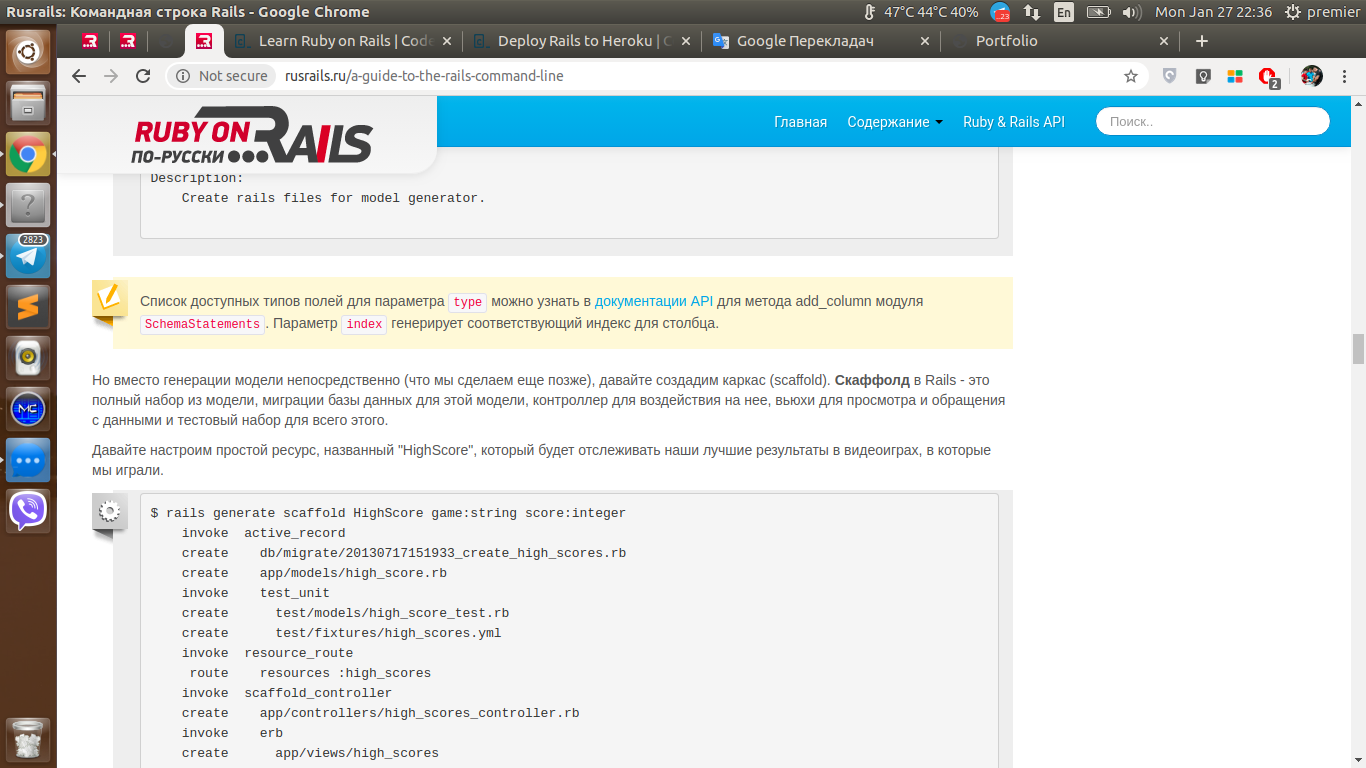 Rusrails: Командная строка Rails - Google Chrome
47°C 44°C 40%
23
En
Mon Jan 27 22:36
premier
Learn Ruby on Rails | Code
Deploy Rails to Heroku | C
Google Перекладач
Portfolio
Not secure
rusrails.ru/a-guide-to-the-rails-command-line
2
RUBY ON RAILS
ПО-РУССКИ
Главная
Содержание
Ruby & Rails API
Поиск..
Description:
Create rails files for model generator.
Список доступных типов полей для параметра type можно узнать в документации API для метода add_column модуля
SchemaStatements. Параметр index генерирует соответствующий индекс для столбца.
Но вместо генерации модели непосредственно (что мы сделаем еще позже), давайте создадим каркас (scaffold). Скаффолд в Rails - это
полный набор из модели, миграции базы данных для этой модели, контроллер для воздействия на нее, вьюхи для просмотра и обращения
с данными и тестовый набор для всего этого.
Давайте настроим простой ресурс, названный "HighScore", который будет отслеживать наши лучшие результаты в видеоиграх, в которые
мы играли.
$ rails generate scaffold HighScore game:string score:integer
invoke active_record
create db/migrate/20130717151933_create_high_scores.rb
create app/models/high_score.rb
invoke test_unit
create test/models/high_score_test.rb
create test/fixtures/high_scores.yml
invoke resource_route
route resources :high_scores
invoke scaffold_controller
create app/controllers/high_scores_controller.rb
invoke erb
create app/views/high_scores
2823
MC